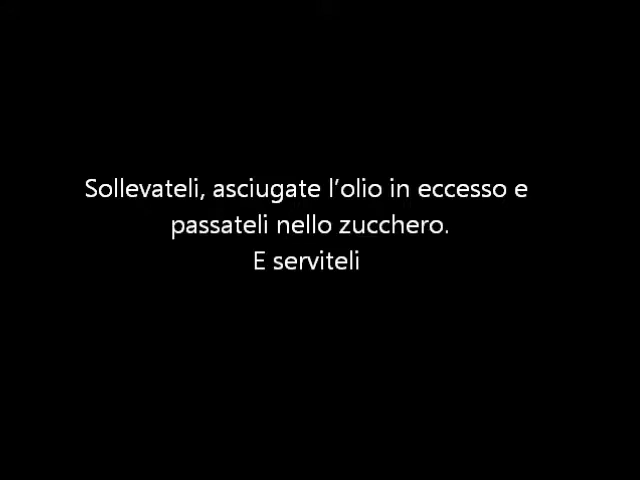 Sollevateli, asciugate l’olio in eccesso e
passateli nello zucchero.
E serviteli